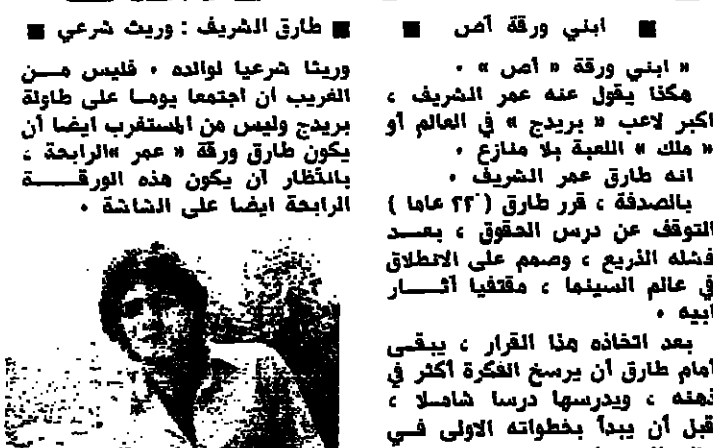 ■ ابني ورقة آص ■
« ابني ورقة « آص » .
هكذا يقول عنه عمر الشريف ،
اكبر لاعب « بريدج » في العالم أو
« ملك » اللعبة بلا منازع .
انه طارق عمر الشريف .
بالصدفة ، قرر طارق ( ٢٢ عاما )
التوقف عن درس الحقوق ، بعد
فشله الذريع ، وصمم على الانطلاق
في عالم السينما ، مقتفيا آثار
ابيه .
بعد اتخاذه هذا القرار ، يبقى
أمام طارق أن يرسخ الفكرة أكثر في
ذهنه ، ويدرسها درسا شاملا ،
قبل أن يبدأ بخطواته الاولى في
■ طارق الشريف : وريث شرعي ■
وريثا شرعيا لوالده . فليس من
الغريب ان اجتمعا يوما على طاولة
بريدج وليس من المستغرب ايضا أن
يكون طارق ورقة « عمر »الرابحة ،
بانتظار أن يكون هذه الورقة
الرابحة ايضا على الشاشة .